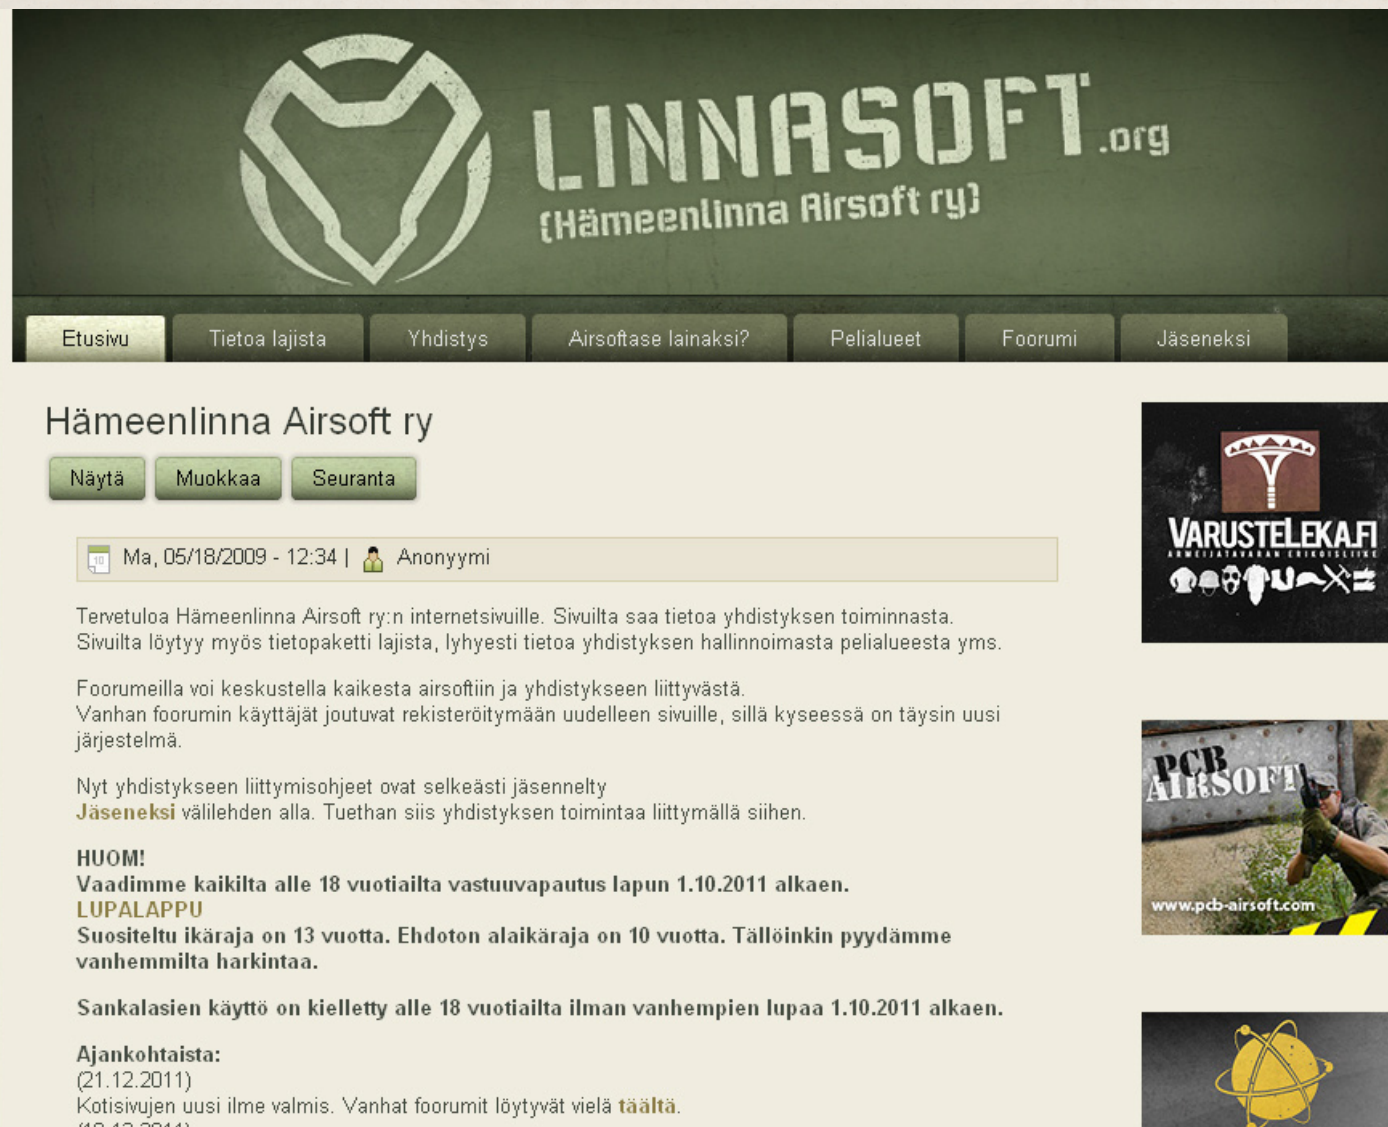 LINNASOFT.org
(Hämeenlinna Airsoft ry)
Etusivu
Tietoa lajista
Yhdistys
Airsoftase lainaksi?
Pelialueet
Foorumi
Jäseneksi
Hämeenlinna Airsoft ry
Näytä
Muokkaa
Seuranta
10
Ma, 05/18/2009 - 12:34 | Anonyymi
Tervetuloa Hämeenlinna Airsoft ry:n internetsivuille. Sivuilta saa tietoa yhdistyksen toiminnasta.
Sivuilta löytyy myös tietopaketti lajista, lyhyesti tietoa yhdistyksen hallinnoimasta pelialueesta yms.
Foorumeilla voi keskustella kaikesta airsoftiin ja yhdistykseen liittyvästä.
Vanhan foorumin käyttäjät joutuvat rekisteröitymään uudelleen sivuille, sillä kyseessä on täysin uusi
järjestelmä.
Nyt yhdistykseen liittymisohjeet ovat selkeästi jäsennelty
Jäseneksi välilehden alla. Tuethan siis yhdistyksen toimintaa liittymällä siihen.
HUOM!
Vaadimme kaikilta alle 18 vuotiailta vastuuvapautus lapun 1.10.2011 alkaen.
LUPALAPPU
Suositeltu ikäraja on 13 vuotta. Ehdoton alaikäraja on 10 vuotta. Tällöinkin pyydämme
vanhemmilta harkintaa.
Sankalasien käyttö on kielletty alle 18 vuotiailta ilman vanhempien lupaa 1.10.2011 alkaen.
Ajankohtaista:
(21.12.2011)
Kotisivujen uusi ilme valmis. Vanhat foorumit löytyvät vielä täältä.
VARUSTELEKA.FI
ARMEIJATAVARAN ERIKOISLIIKE
PCB
AIRSOFT
www.pcb-airsoft.com